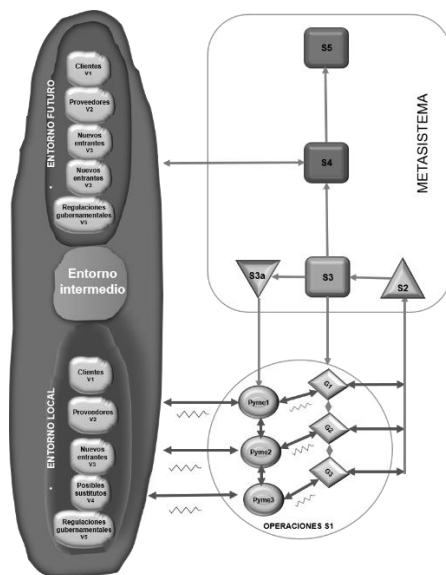 ENTORNO FUTURO
Clientes
V1
Proveedores
V2
Nuevos
entrantes
V3
Nuevos
entrantes
V3
Regulaciones
gubernamentales
V5
Entorno
intermedio
ENTORNO LOCAL
Clientes
V1
Proveedores
V2
Nuevos
entrantes
V3
Posibles
sustitutos
V4
Regulaciones
gubernamentales
V5
METASISTEMA
S5
S4
S3a
S3
S2
Pyme1
G1
Pyme2
G2
Pyme3
G3
OPERACIONES S1